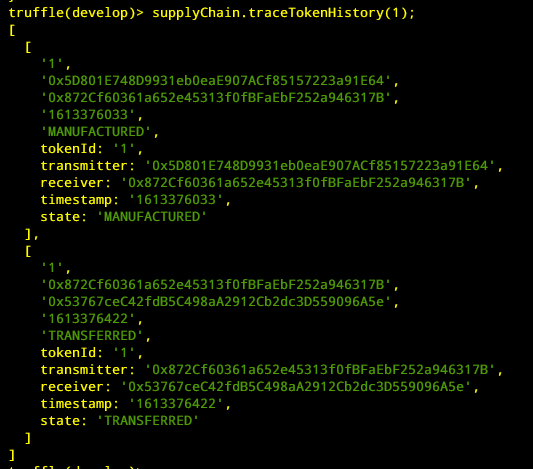 truffle(develop)> supplyChain.traceTokenHistory(1);
[
  [
    '1',
    '0x5D801E748D9931eb0eaE907ACf85157223a91E64',
    '0x872Cf60361a652e45313f0fBFaEbF252a946317B',
    '1613376033',
    'MANUFACTURED',
    tokenId: '1',
    transmitter: '0x5D801E748D9931eb0eaE907ACf85157223a91E64',
    receiver: '0x872Cf60361a652e45313f0fBFaEbF252a946317B',
    timestamp: '1613376033',
    state: 'MANUFACTURED'
  ],
  [
    '1',
    '0x872Cf60361a652e45313f0fBFaEbF252a946317B',
    '0x53767ceC42fdB5C498aA2912Cb2dc3D559096A5e',
    '1613376422',
    'TRANSFERRED',
    tokenId: '1',
    transmitter: '0x872Cf60361a652e45313f0fBFaEbF252a946317B',
    receiver: '0x53767ceC42fdB5C498aA2912Cb2dc3D559096A5e',
    timestamp: '1613376422',
    state: 'TRANSFERRED'
  ]
]